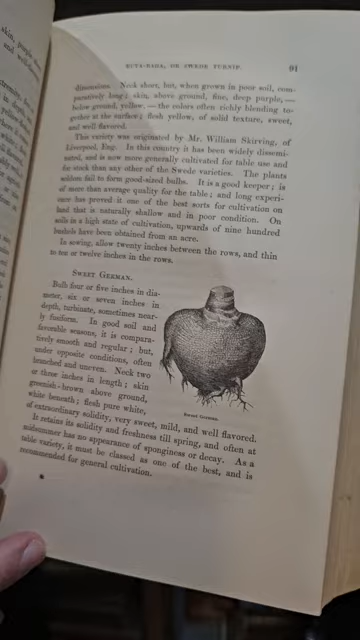 skin, purple
RUTA-BAGA, OR SWEDE TURNIP. 91
dimensions. Neck short, but, when grown in poor soil, com-
paratively long; skin, above ground, fine, deep purple,—
below ground, yellow,—the colors often richly blending to-
gether at the surface; flesh yellow, of solid texture, sweet,
and well flavored.
This variety was originated by Mr. William Skirving, of
Liverpool, Eng. In this country it has been widely dissemi-
nated, and is now more generally cultivated for table use and
for stock than any other of the Swede varieties. The plants
seldom fail to form good-sized bulbs. It is a good keeper; is
of more than average quality for the table; and long experi-
ence has proved it one of the best sorts for cultivation on
land that is naturally shallow and in poor condition. On
soils in a high state of cultivation, upwards of nine hundred
bushels have been obtained from an acre.
In sowing, allow twenty inches between the rows, and thin
to ten or twelve inches in the rows.
SWEET GERMAN.
Bulb four or five inches in dia-
meter, six or seven inches in
depth, turbinate, sometimes near-
ly fusiform. In good soil and
favorable seasons, it is compara-
tively smooth and regular; but,
under opposite conditions, often
branched and uneven. Neck two
or three inches in length; skin
greenish-brown above ground,
white beneath; flesh pure white,
Sweet German.
of extraordinary solidity, very sweet, mild, and well flavored.
It retains its solidity and freshness till spring, and often at
midsummer has no appearance of sponginess or decay. As a
table variety, it must be classed as one of the best, and is
recommended for general cultivation.